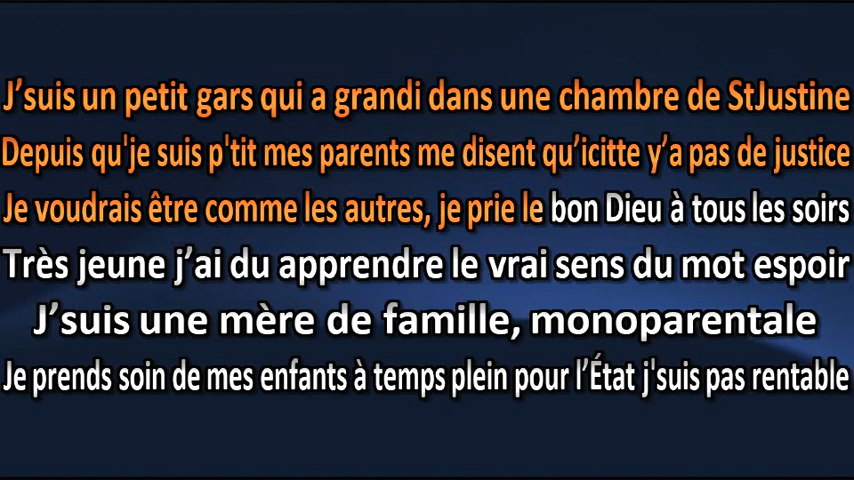 J’suis un petit gars qui a grandi dans une chambre de StJustine
Depuis qu'je suis p'tit mes parents me disent qu’icitte y’a pas de justice
Je voudrais être comme les autres, je prie le bon Dieu à tous les soirs
Très jeune j’ai du apprendre le vrai sens du mot espoir
J’suis une mère de famille, monoparentale
Je prends soin de mes enfants à temps plein pour l’État j'suis pas rentable